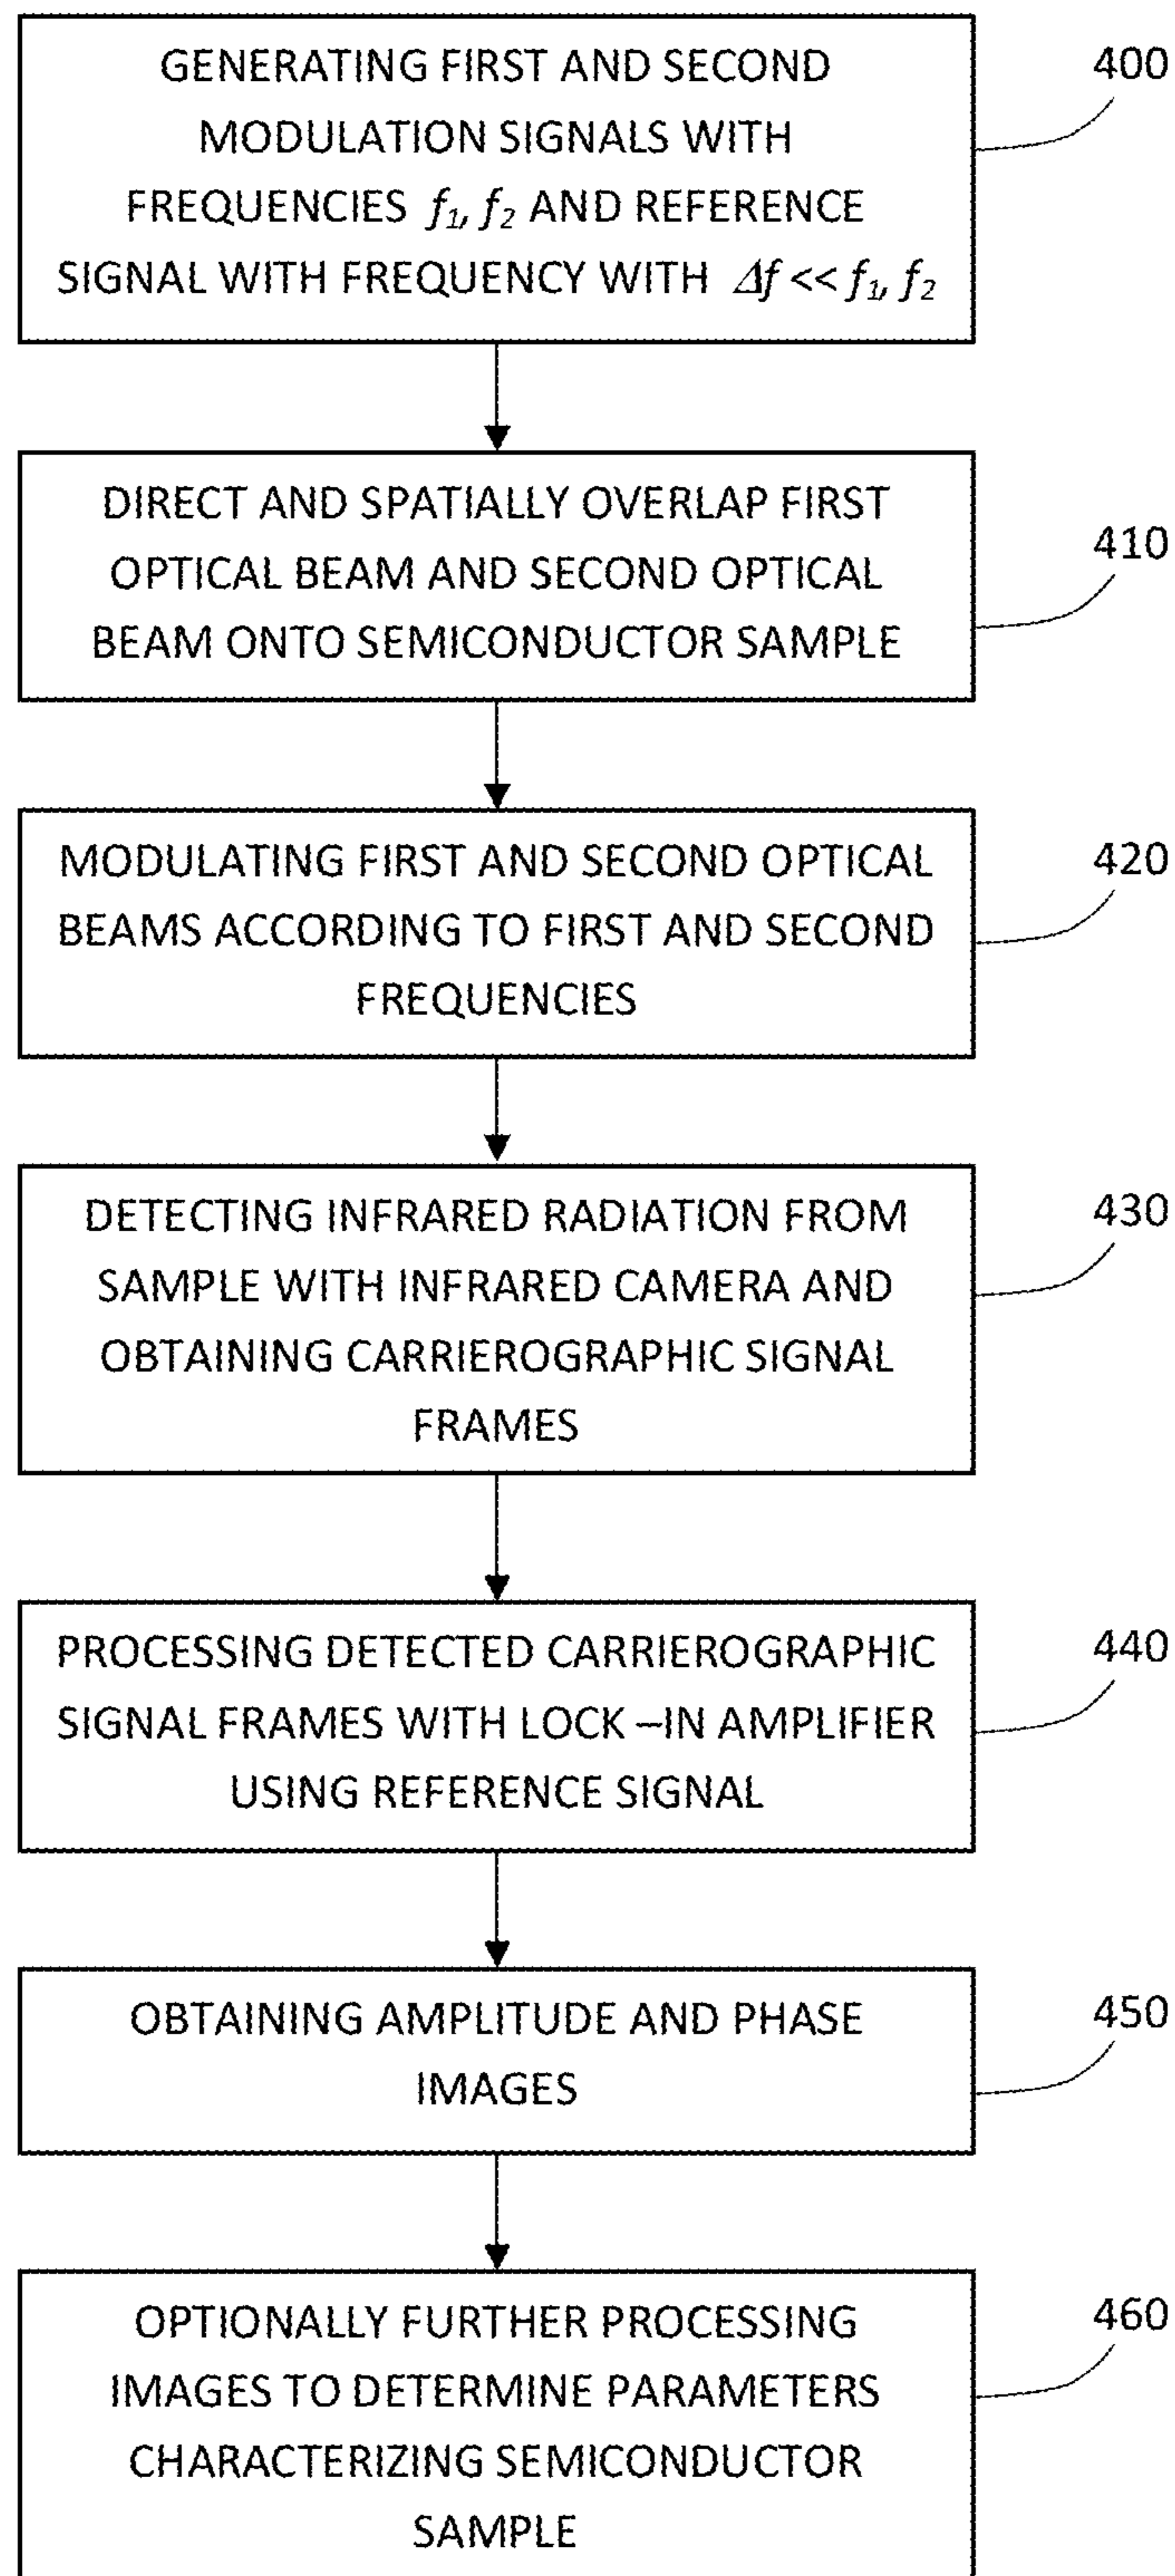 GENERATING FIRST AND SECOND
MODULATION SIGNALS WITH
FREQUENCIES f₁, f₂ AND REFERENCE
SIGNAL WITH FREQUENCY WITH Δf << f₁, f₂
400
DIRECT AND SPATIALLY OVERLAP FIRST
OPTICAL BEAM AND SECOND OPTICAL
BEAM ONTO SEMICONDUCTOR SAMPLE
410
MODULATING FIRST AND SECOND OPTICAL
BEAMS ACCORDING TO FIRST AND SECOND
FREQUENCIES
420
DETECTING INFRARED RADIATION FROM
SAMPLE WITH INFRARED CAMERA AND
OBTAINING CARRIEROGRAPHIC SIGNAL
FRAMES
430
PROCESSING DETECTED CARRIEROGRAPHIC
SIGNAL FRAMES WITH LOCK –IN AMPLIFIER
USING REFERENCE SIGNAL
440
OBTAINING AMPLITUDE AND PHASE
IMAGES
450
OPTIONALLY FURTHER PROCESSING
IMAGES TO DETERMINE PARAMETERS
CHARACTERIZING SEMICONDUCTOR
SAMPLE
460